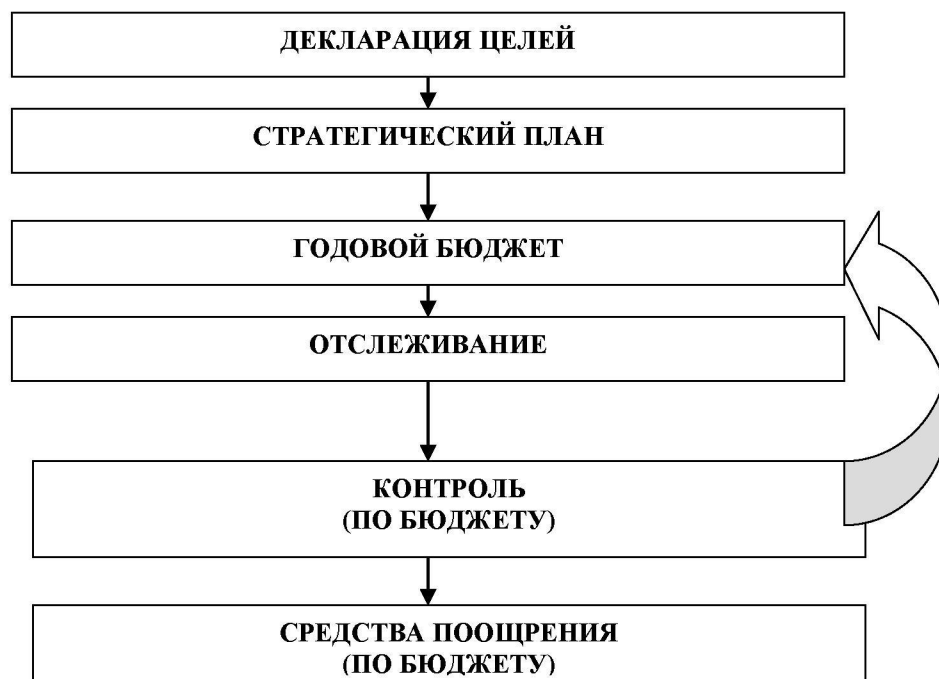 ДЕКЛАРАЦИЯ ЦЕЛЕЙ
СТРАТЕГИЧЕСКИЙ ПЛАН
ГОДОВОЙ БЮДЖЕТ
ОТСЛЕЖИВАНИЕ
КОНТРОЛЬ
(ПО БЮДЖЕТУ)
СРЕДСТВА ПООЩРЕНИЯ
(ПО БЮДЖЕТУ)